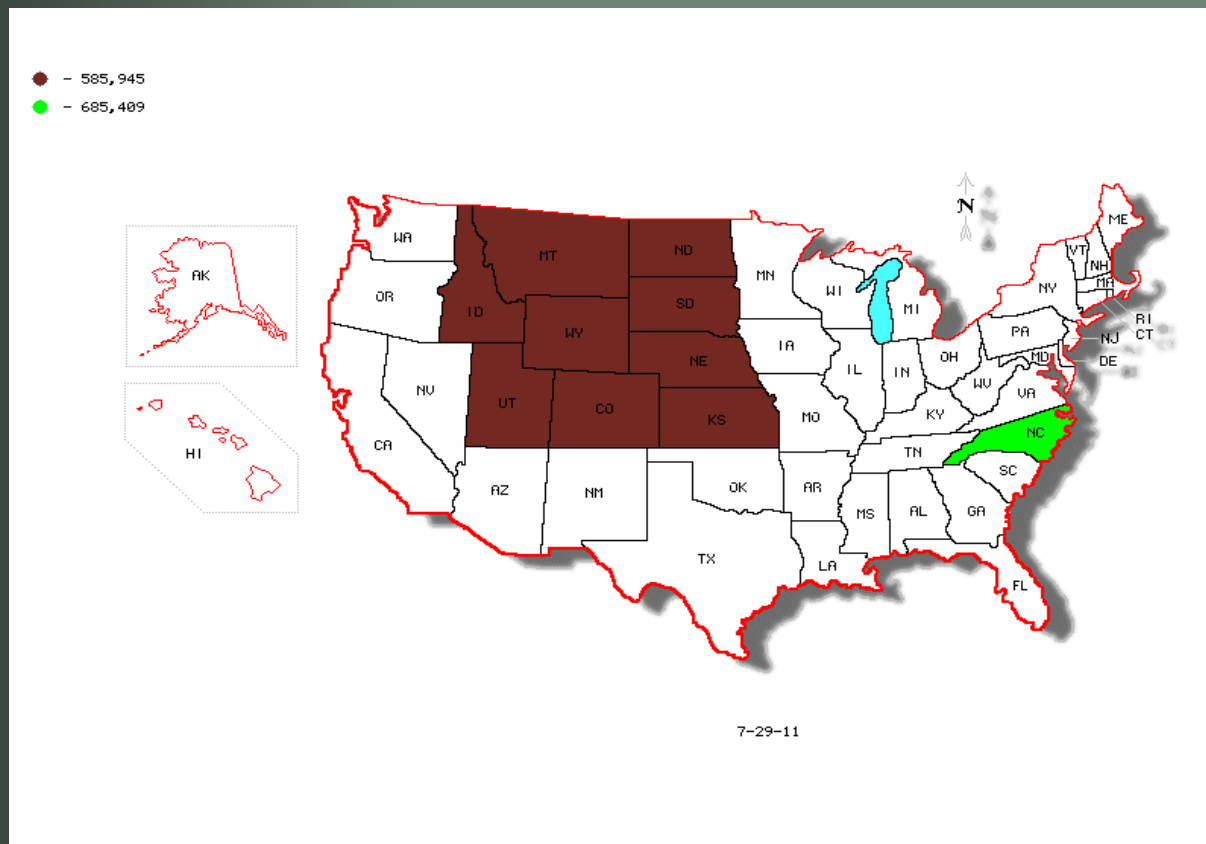 - 585,945
- 685,409
N
ME
WA
VT
MT
ND
NH
AK
MN
MA
OR
NY
WI
SD
MI
ID
RI
WY
PA
CT
NJ
IA
OH
MD
NE
DE
IL
IN
WV
NV
VA
UT
CO
KY
KS
MO
NC
CA
TN
HI
SC
OK
AR
AZ
NM
GA
MS
AL
TX
LA
FL
7-29-11